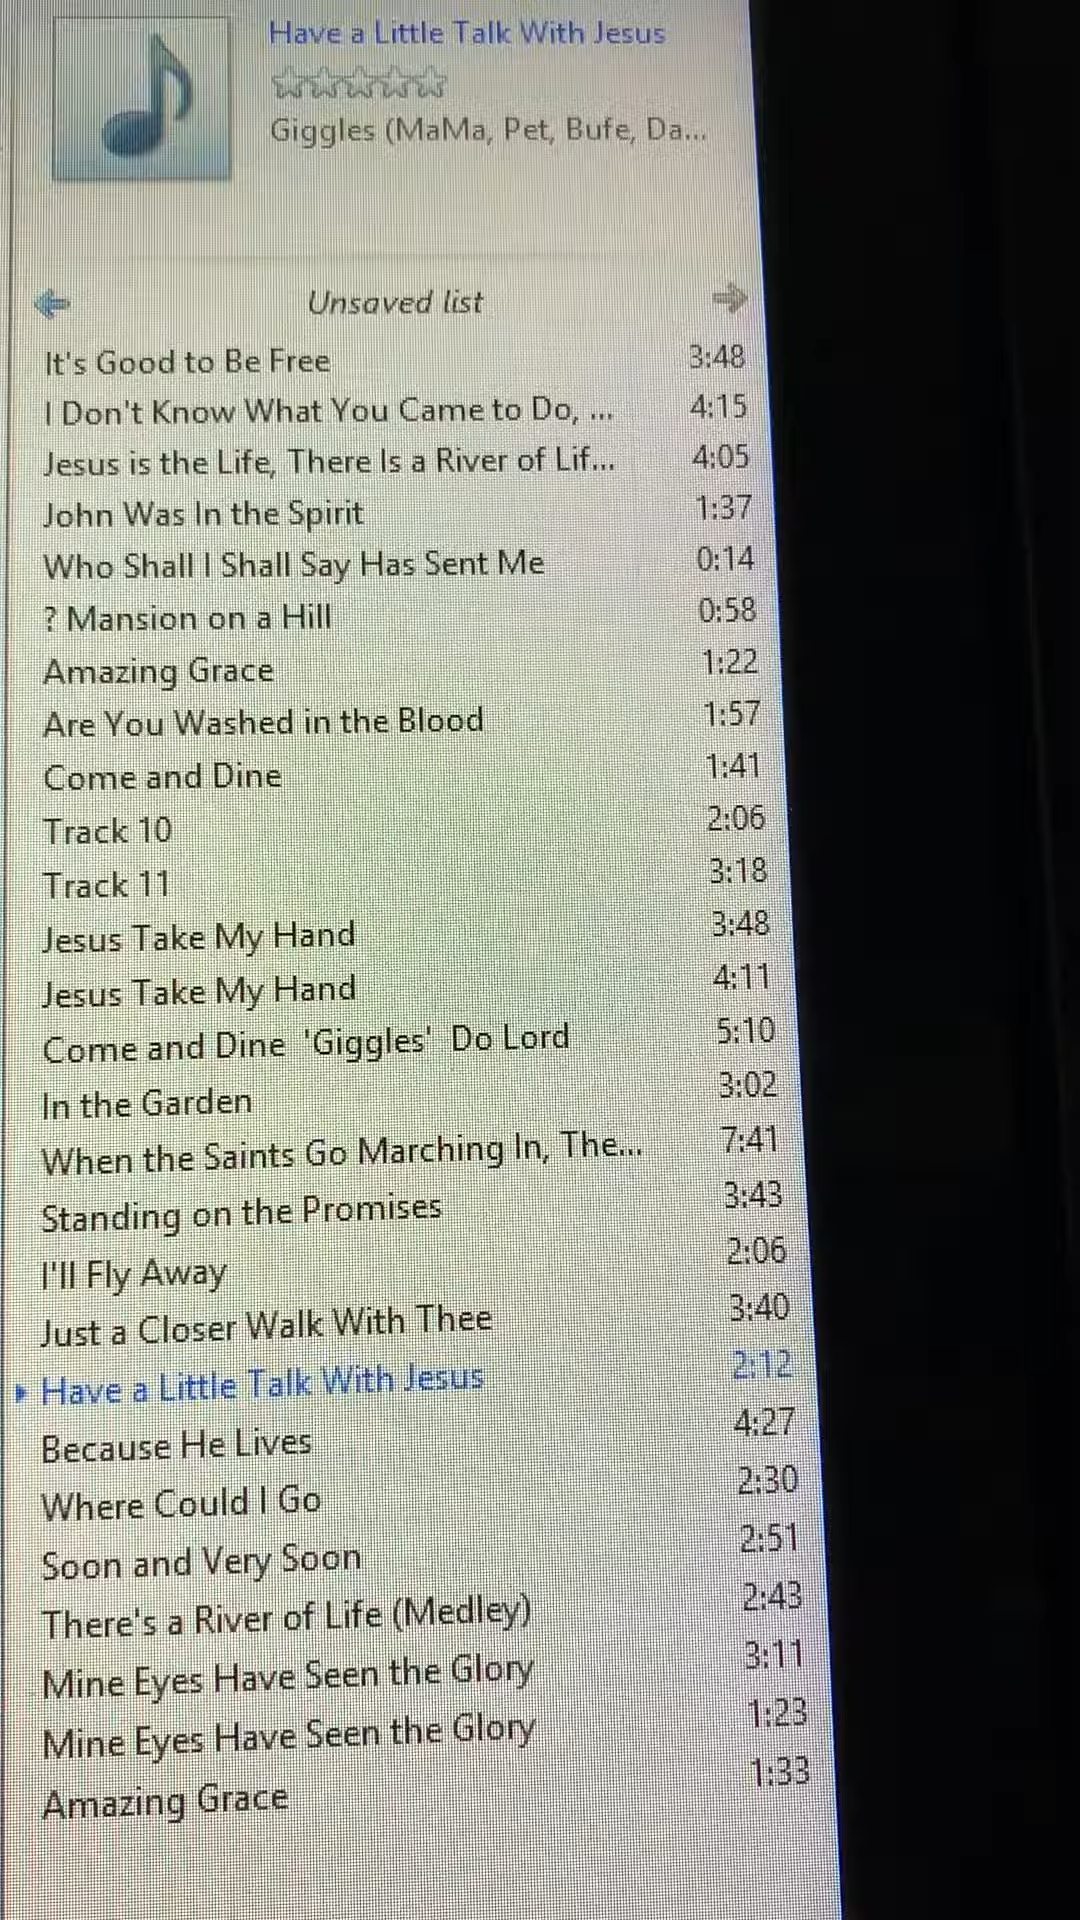 Have a Little Talk With Jesus
Giggles (MaMa, Pet, Bufe, Da...
Unsaved list
It's Good to Be Free 3:48
I Don't Know What You Came to Do, ... 4:15
Jesus is the Life, There Is a River of Lif... 4:05
John Was In the Spirit 1:37
Who Shall I Shall Say Has Sent Me 0:14
? Mansion on a Hill 0:58
Amazing Grace 1:22
Are You Washed in the Blood 1:57
Come and Dine 1:41
Track 10 2:06
Track 11 3:18
Jesus Take My Hand 3:48
Jesus Take My Hand 4:11
Come and Dine 'Giggles' Do Lord 5:10
In the Garden 3:02
When the Saints Go Marching In, The... 7:41
Standing on the Promises 3:43
I'll Fly Away 2:06
Just a Closer Walk With Thee 3:40
Have a Little Talk With Jesus 2:12
Because He Lives 4:27
Where Could I Go 2:30
Soon and Very Soon 2:51
There's a River of Life (Medley) 2:43
Mine Eyes Have Seen the Glory 3:11
Mine Eyes Have Seen the Glory 1:23
Amazing Grace 1:33